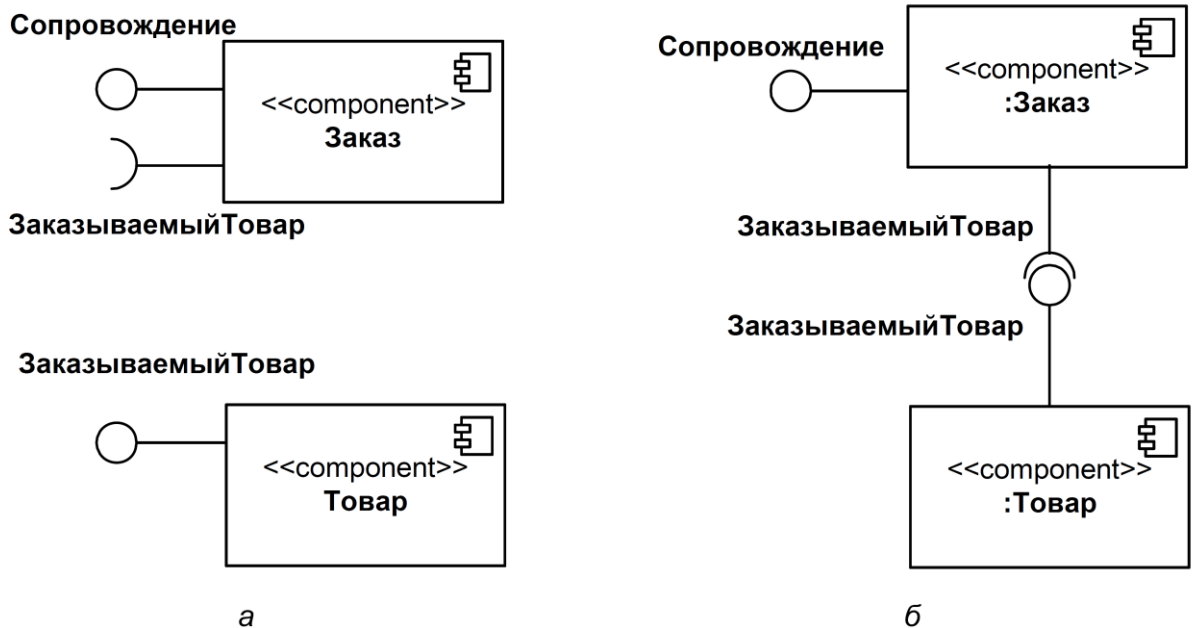 Сопровождение
<<component>>
Заказ
ЗаказываемыйТовар
ЗаказываемыйТовар
<<component>>
Товар
а
Сопровождение
<<component>>
:Заказ
ЗаказываемыйТовар
ЗаказываемыйТовар
<<component>>
:Товар
б